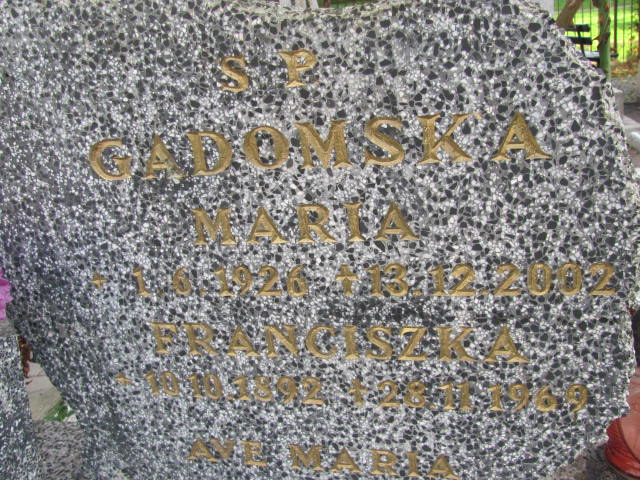 S P
GADOMSKA
MARIA
* 1.6.1926 ✝13.12.2002
FRANCISZKA
* 10.10.1892 ✝28.11.1969
AVE MARIA